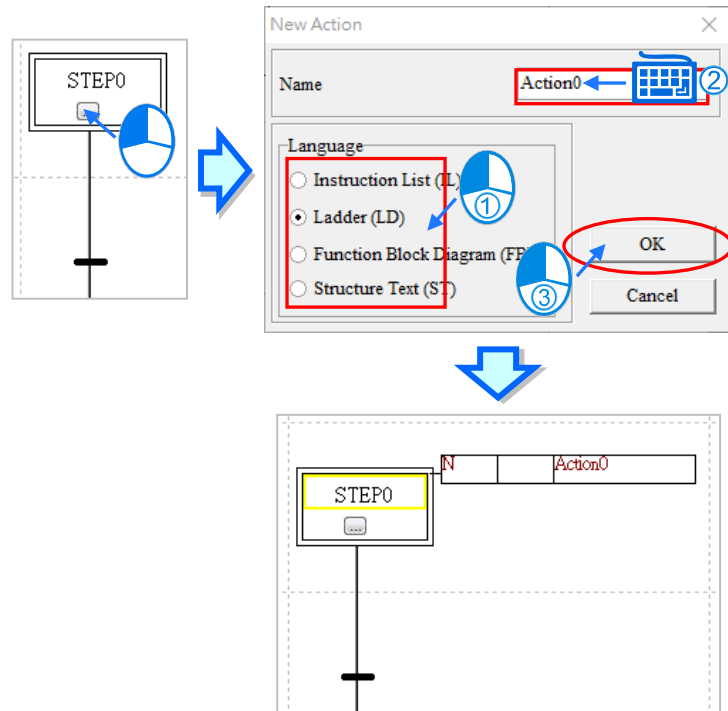 New Action
STEP0
...
Name
Action0
②
Language
Instruction List (IL)
①
Ladder (LD)
Function Block Diagram (FB
OK
③
Structure Text (ST)
Cancel
N
Action0
STEP0
...